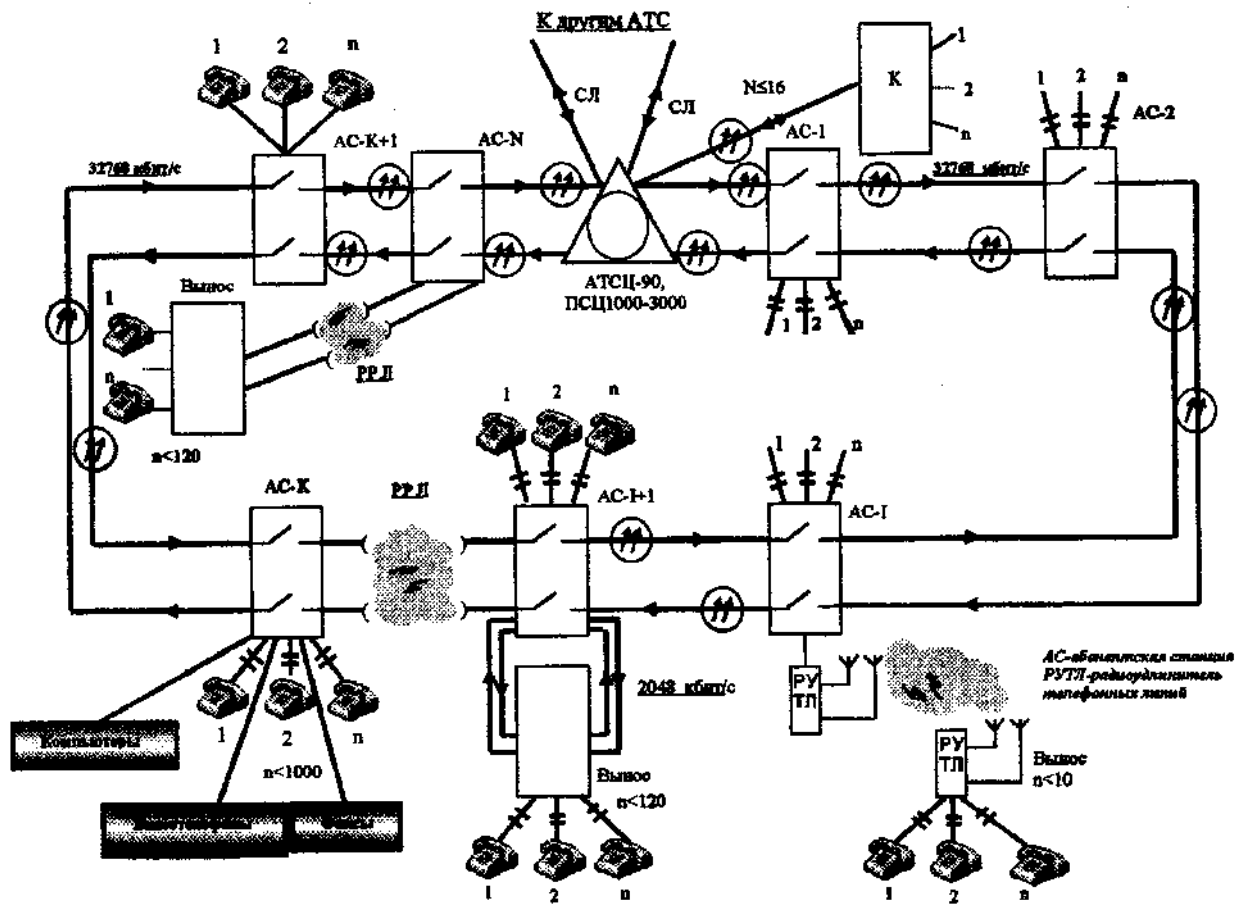 К другим АТС
1 2 n
СЛ
СЛ
N≤16
К
1
2
n
1 2 n
АС-2
АС-К+1
АС-N
АС-1
32768 кбит/с
32768 кбит/с
АТСЦ-90,
ПСЦ1000-3000
1 2 n
Вынос
1
n
n<120
РРЛ
1 2 n
1 2 n
АС-К
РРЛ
АС-I+1
АС-I
2048 кбит/с
РУ
ТЛ
АС-абонентская станция
РУТЛ-радиоудлинитель
телефонных линий
Компьютеры
1 2 n
n<1000
Вынос
n<120
РУ
ТЛ
Вынос
n<10
1 2 n
1 2 n